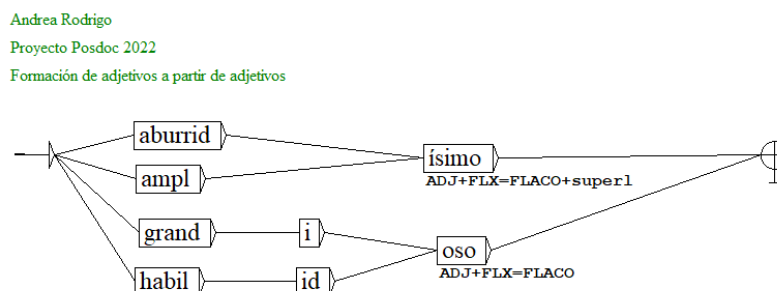 Andrea Rodrigo
Proyecto Posdoc 2022
Formación de adjetivos a partir de adjetivos
aburrid
ampl
ísimo
ADJ+FLX=FLACO+superl
grand
i
oso
ADJ+FLX=FLACO
habil
id